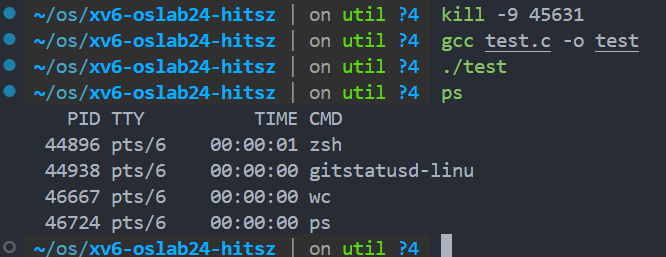 ~/os/xv6-oslab24-hitsz | on util ?4 kill -9 45631
~/os/xv6-oslab24-hitsz | on util ?4 gcc test.c -o test
~/os/xv6-oslab24-hitsz | on util ?4 ./test
~/os/xv6-oslab24-hitsz | on util ?4 ps
PID TTY TIME CMD
44896 pts/6 00:00:01 zsh
44938 pts/6 00:00:00 gitstatusd-linu
46667 pts/6 00:00:00 wc
46724 pts/6 00:00:00 ps
~/os/xv6-oslab24-hitsz | on util ?4